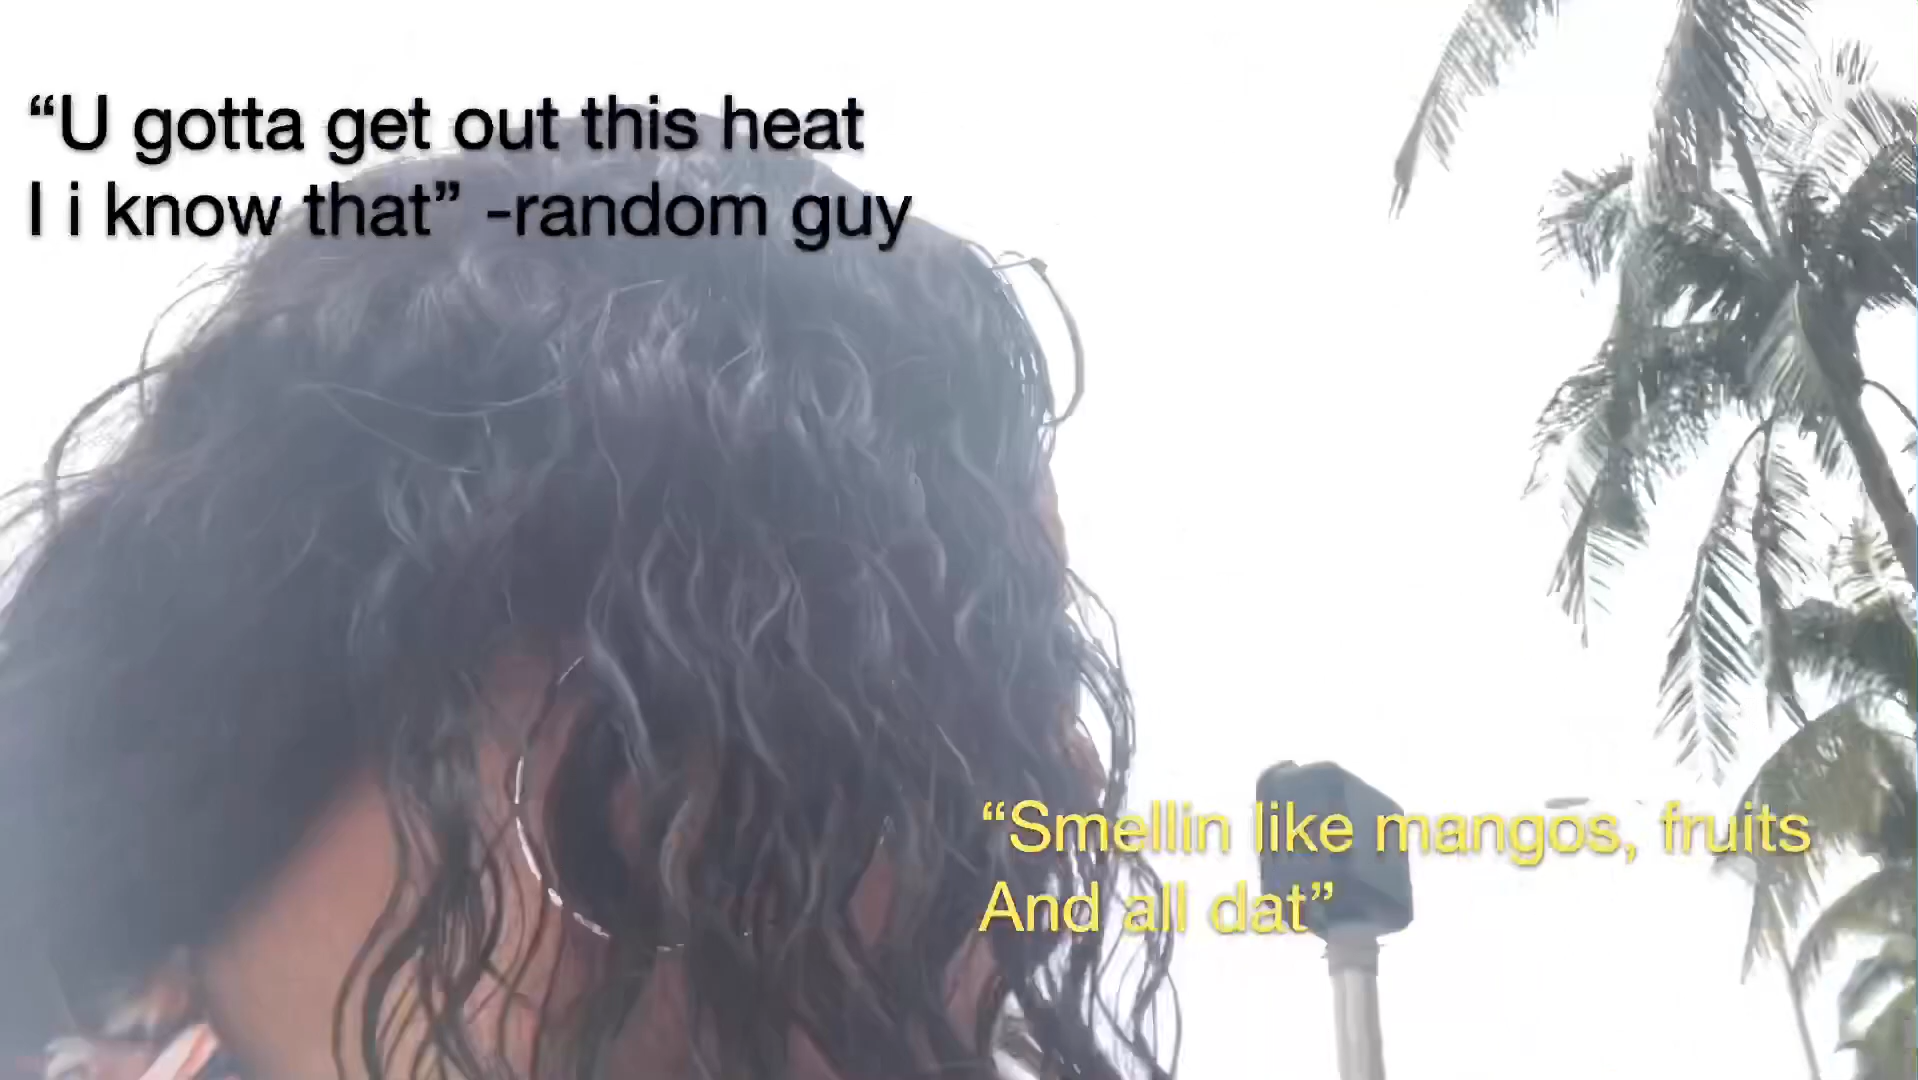 “U gotta get out this heat
I i know that” -random guy
“Smellin like mangos, fruits
And all dat”